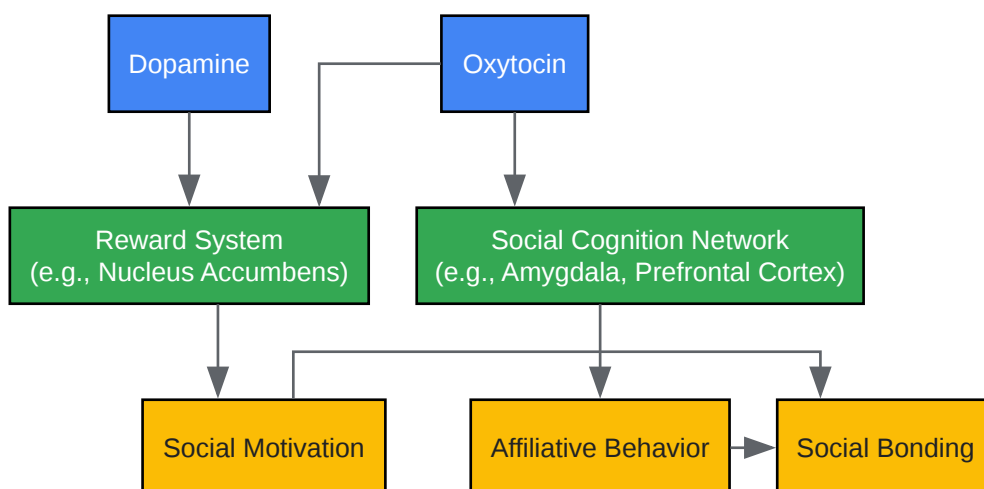 Dopamine
Oxytocin
Reward System
(e.g., Nucleus Accumbens)
Social Cognition Network
(e.g., Amygdala, Prefrontal Cortex)
Social Motivation
Affiliative Behavior
Social Bonding